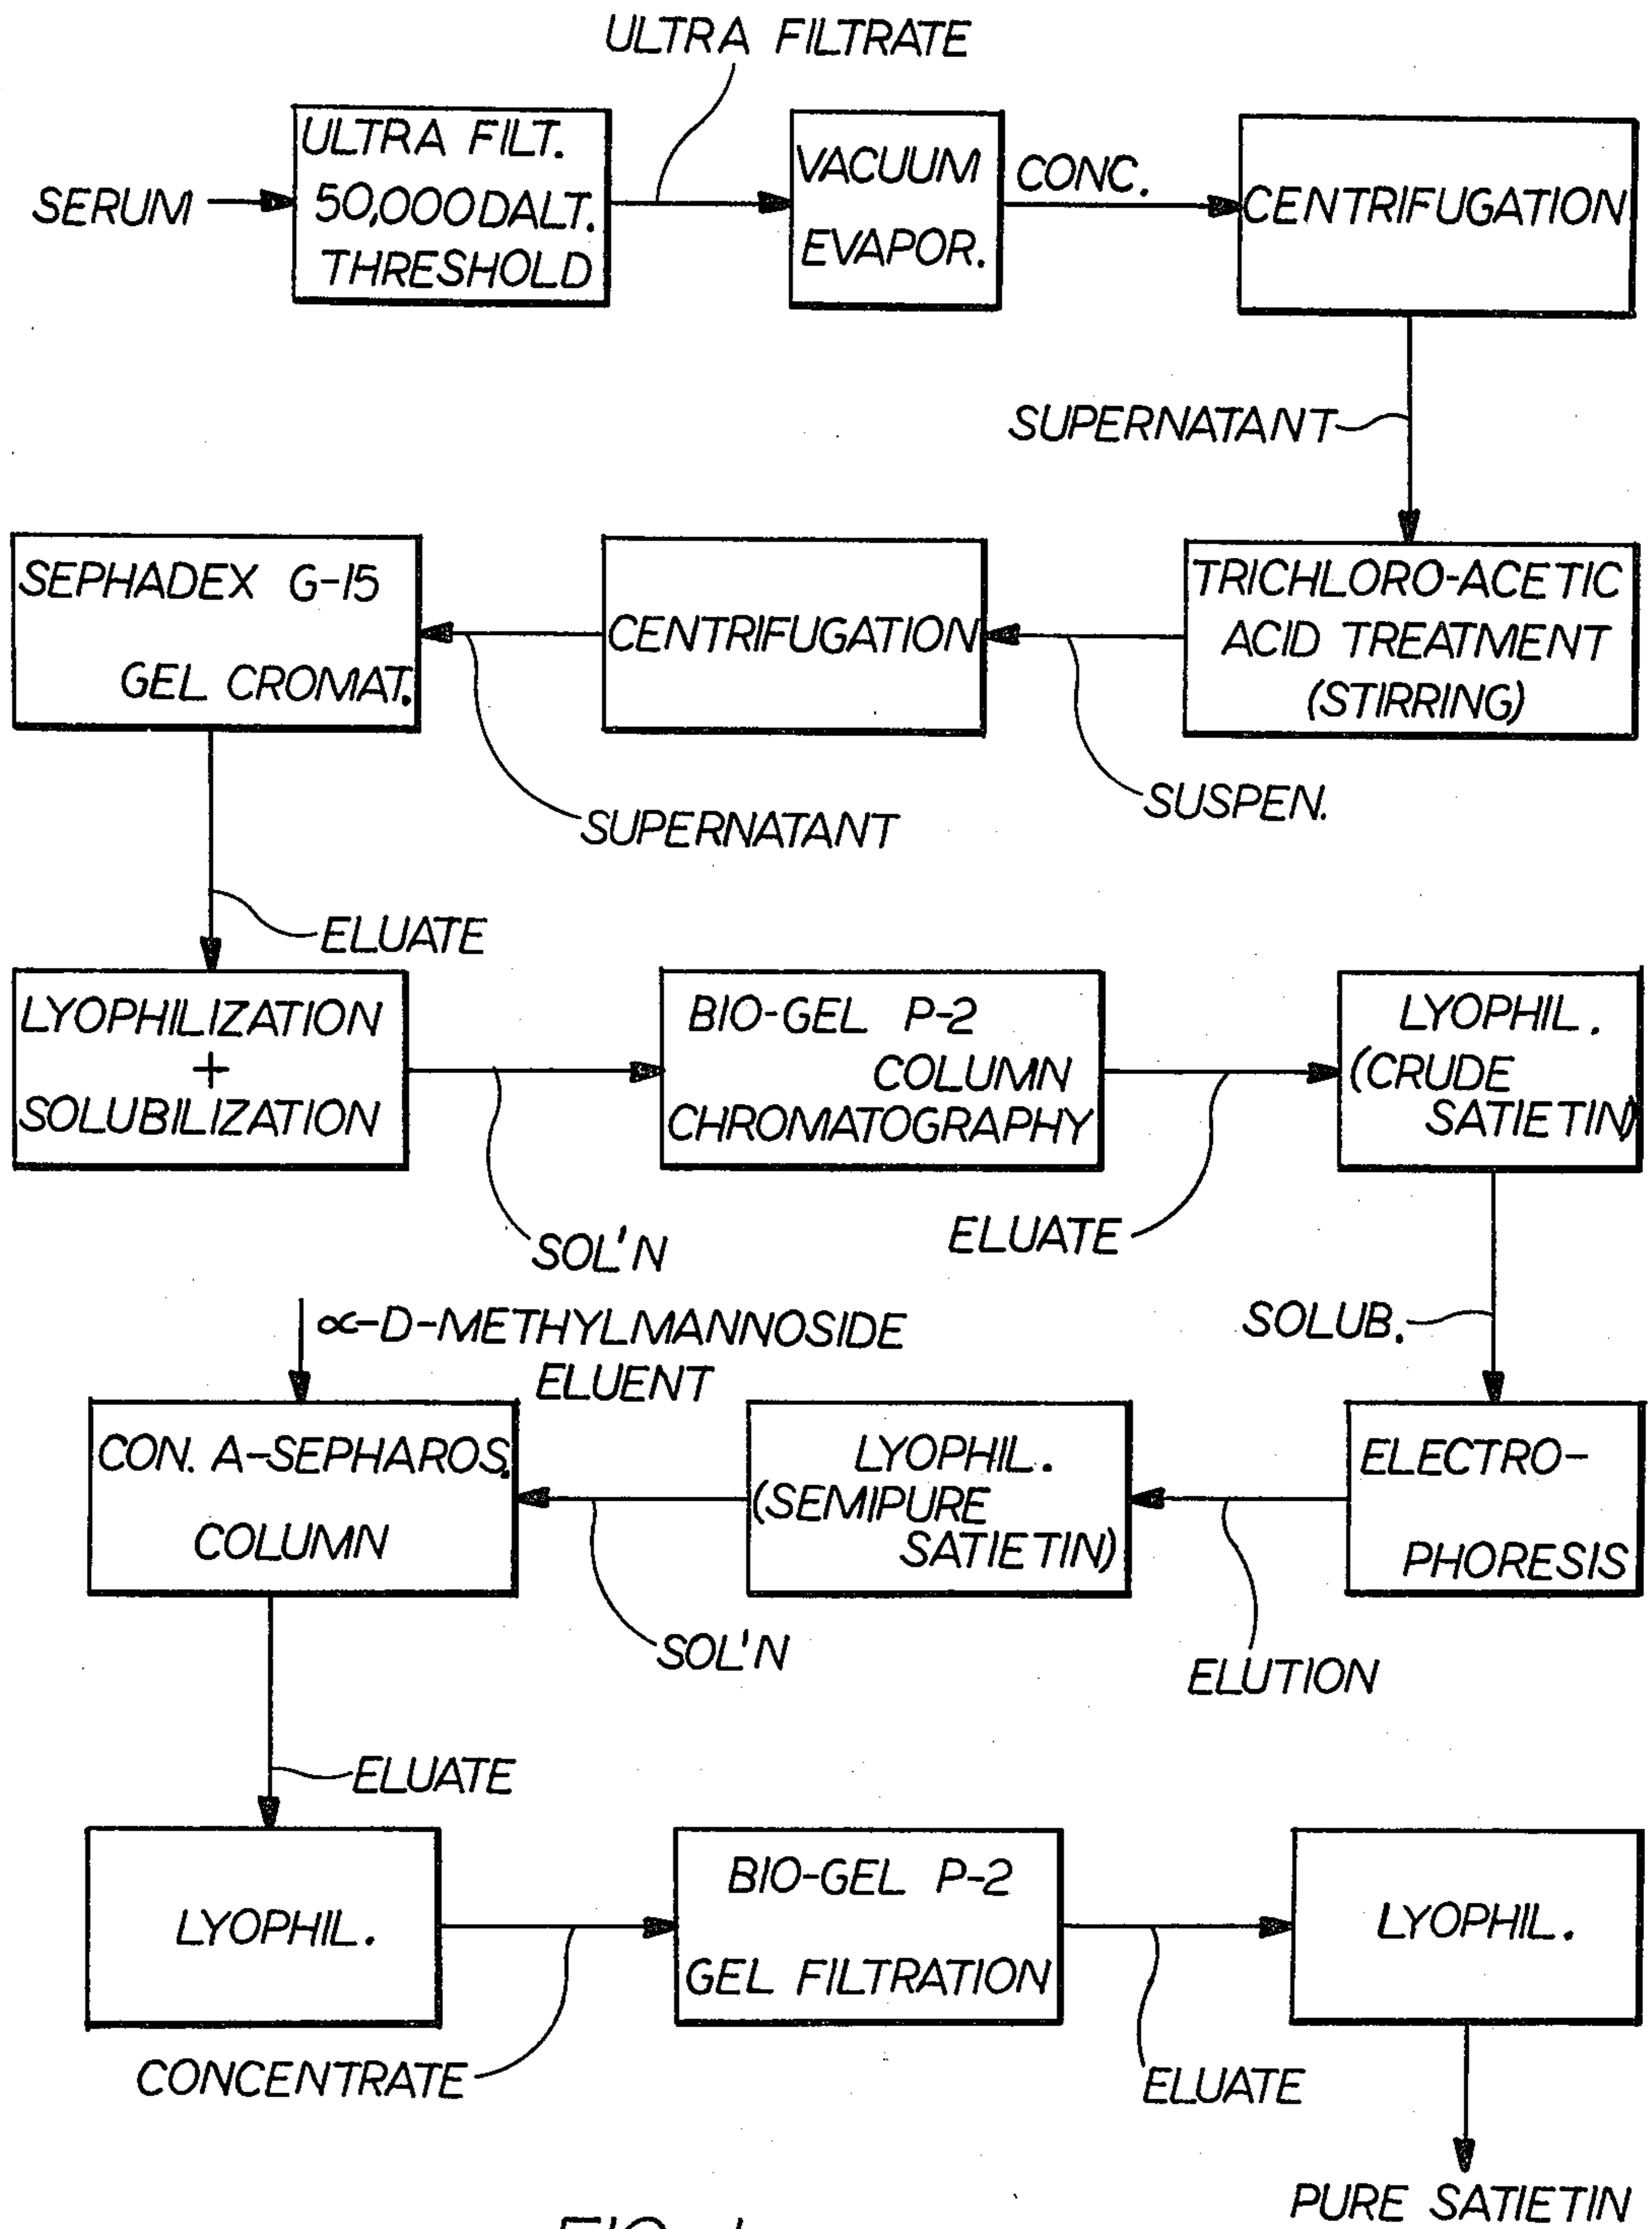 ULTRA FILTRATE
SERUM
ULTRA FILT.
50,000 DALT.
THRESHOLD
VACUUM
EVAPOR.
CONC.
CENTRIFUGATION
SUPERNATANT
TRICHLORO-ACETIC
ACID TREATMENT
(STIRRING)
SUSPEN.
CENTRIFUGATION
SUPERNATANT
SEPHADEX G-15
GEL CROMAT.
ELUATE
LYOPHILIZATION
+
SOLUBILIZATION
SOL'N
BIO-GEL P-2
COLUMN
CHROMATOGRAPHY
ELUATE
LYOPHIL.
(CRUDE
SATIETIN)
SOLUB.
ELECTRO-
PHORESIS
ELUTION
LYOPHIL.
(SEMIPURE
SATIETIN)
SOL'N
∝-D-METHYLMANNOSIDE
ELUENT
CON. A-SEPHAROS.
COLUMN
ELUATE
LYOPHIL.
CONCENTRATE
BIO-GEL P-2
GEL FILTRATION
ELUATE
LYOPHIL.
PURE SATIETIN